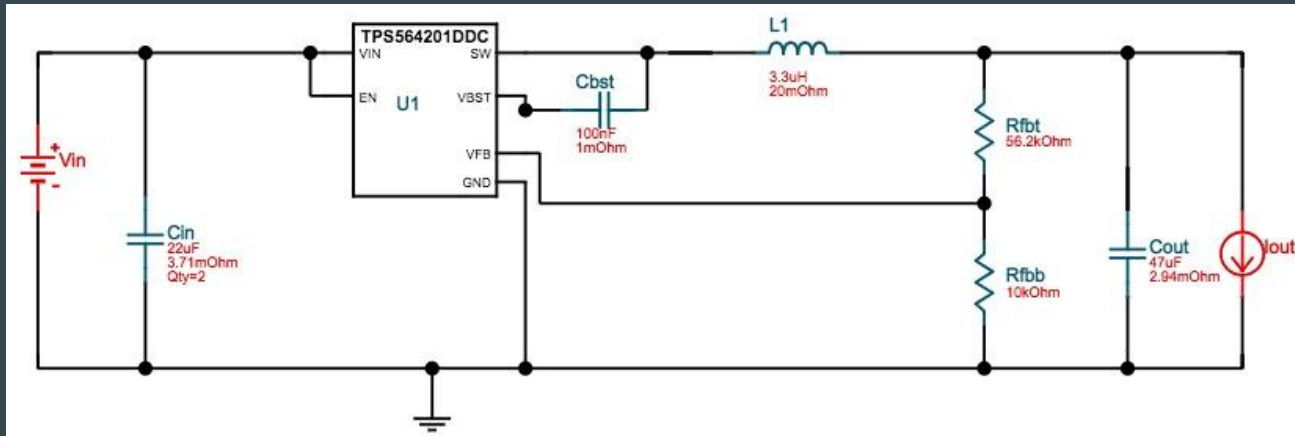 TPS564201DDC
VIN
SW
EN
U1
VBST
VFB
GND
L1
3.3uH
20mOhm
Cbst
100nF
1mOhm
+
Vin
-
Cin
22uF
3.71mOhm
Qty=2
Rfbt
56.2kOhm
Rfbb
10kOhm
Cout
47uF
2.94mOhm
Iout